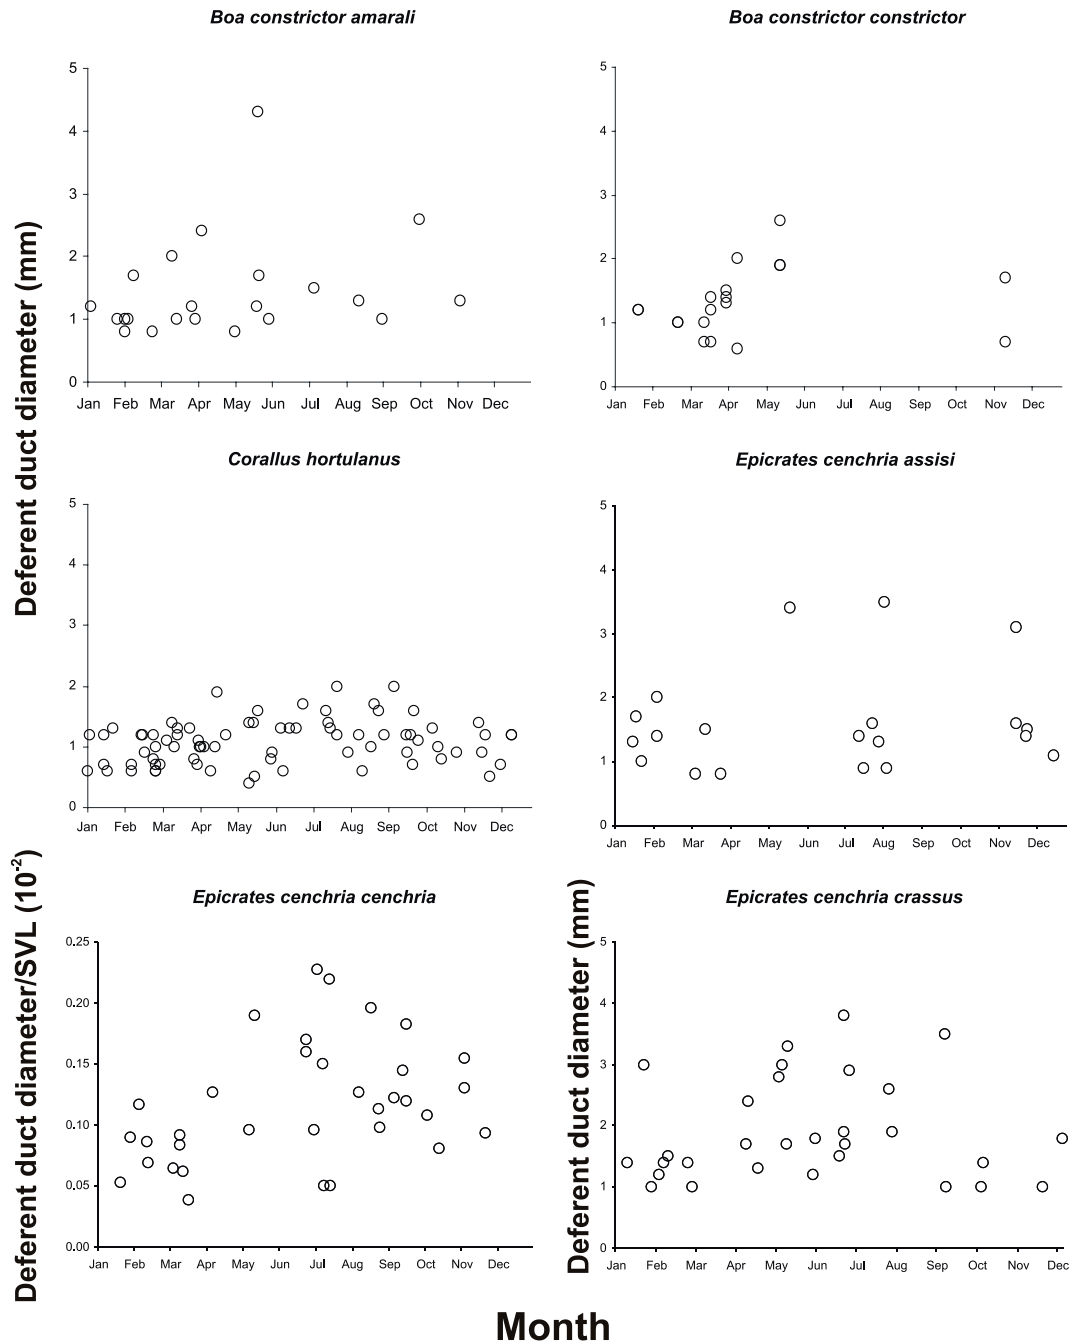 Boa constrictor amarali
Boa constrictor constrictor
Deferent duct diameter (mm)
5
4
3
2
1
0
Jan Feb Mar Apr May Jun Jul Aug Sep Oct Nov Dec
5
4
3
2
1
0
Jan Feb Mar Apr May Jun Jul Aug Sep Oct Nov Dec
Corallus hortulanus
Epicrates cenchria assisi
5
4
3
2
1
0
Jan Feb Mar Apr May Jun Jul Aug Sep Oct Nov Dec
5
4
3
2
1
0
Jan Feb Mar Apr May Jun Jul Aug Sep Oct Nov Dec
Epicrates cenchria cenchria
Epicrates cenchria crassus
Deferent duct diameter/SVL (10-2)
0.25
0.20
0.15
0.10
0.05
0.00
Jan Feb Mar Apr May Jun Jul Aug Sep Oct Nov Dec
Deferent duct diameter (mm)
5
4
3
2
1
0
Jan Feb Mar Apr May Jun Jul Aug Sep Oct Nov Dec
Month